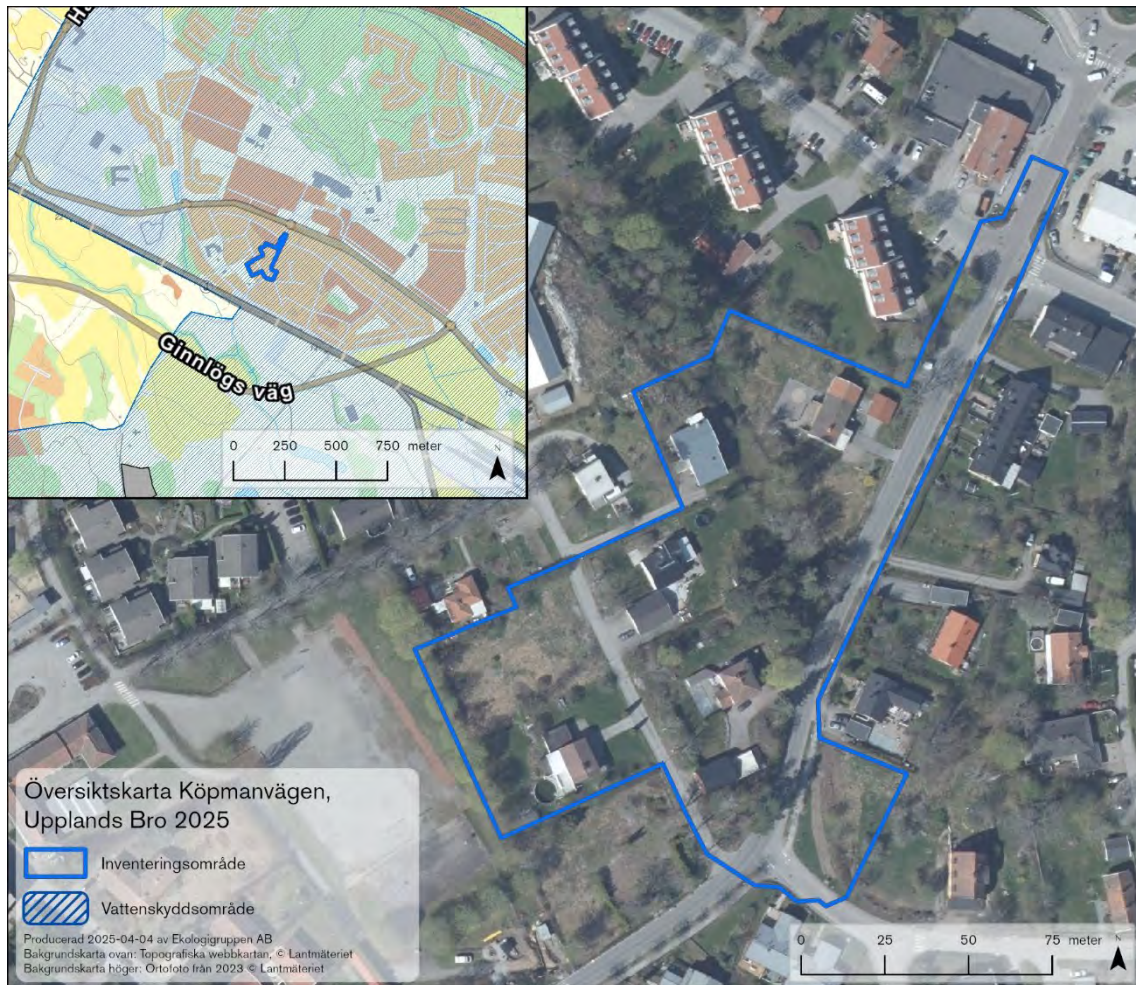 Ginnlögs väg
0 250 500 750 meter
N
Översiktskarta Köpmanvägen,
Upplands Bro 2025
Inventeringsområde
Vattenskyddsområde
Producerad 2025-04-04 av Ekologigruppen AB
Bakgrundskarta ovan: Topografiska webbkartan, © Lantmäteriet
Bakgrundskarta höger: Ortofoto från 2023 © Lantmäteriet
0 25 50 75 meter
N